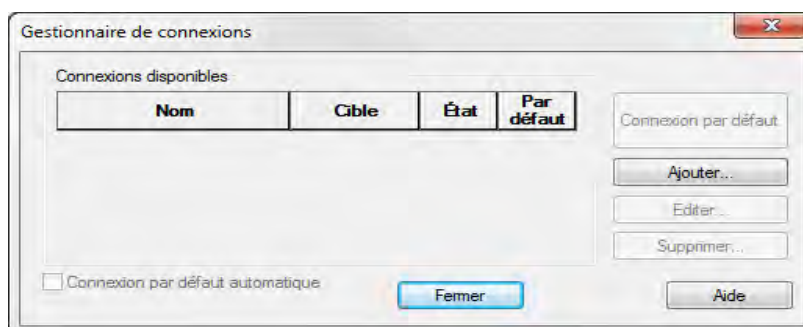 Gestionnaire de connexions
Connexions disponibles
Nom Cible État Par défaut
Connexion par défaut
Ajouter...
Editer...
Supprimer...
Connexion par défaut automatique
Fermer
Aide